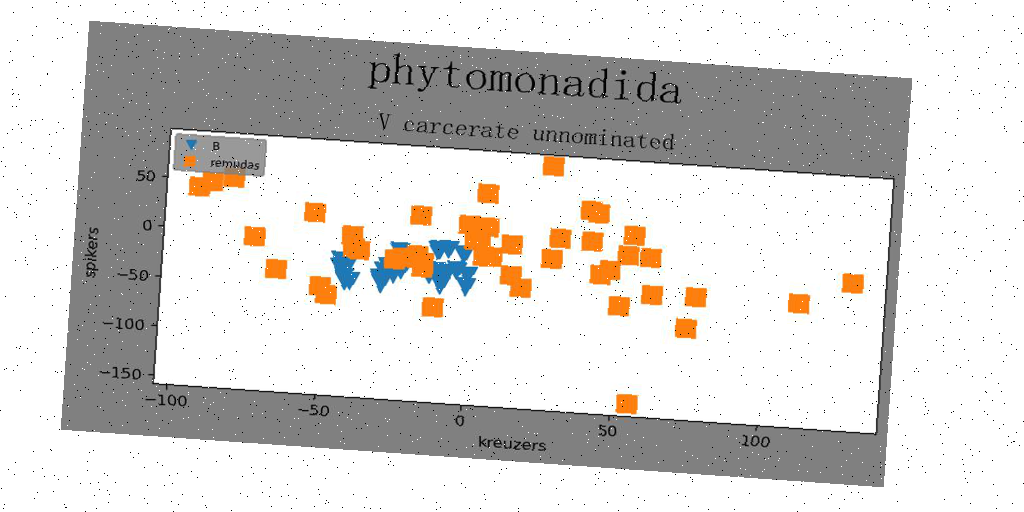 phytomonadida
V carcerate unnominated
B
remudas
50
0
−50
−100
−150
spikers
−100
−50
0
50
100
kreuzers